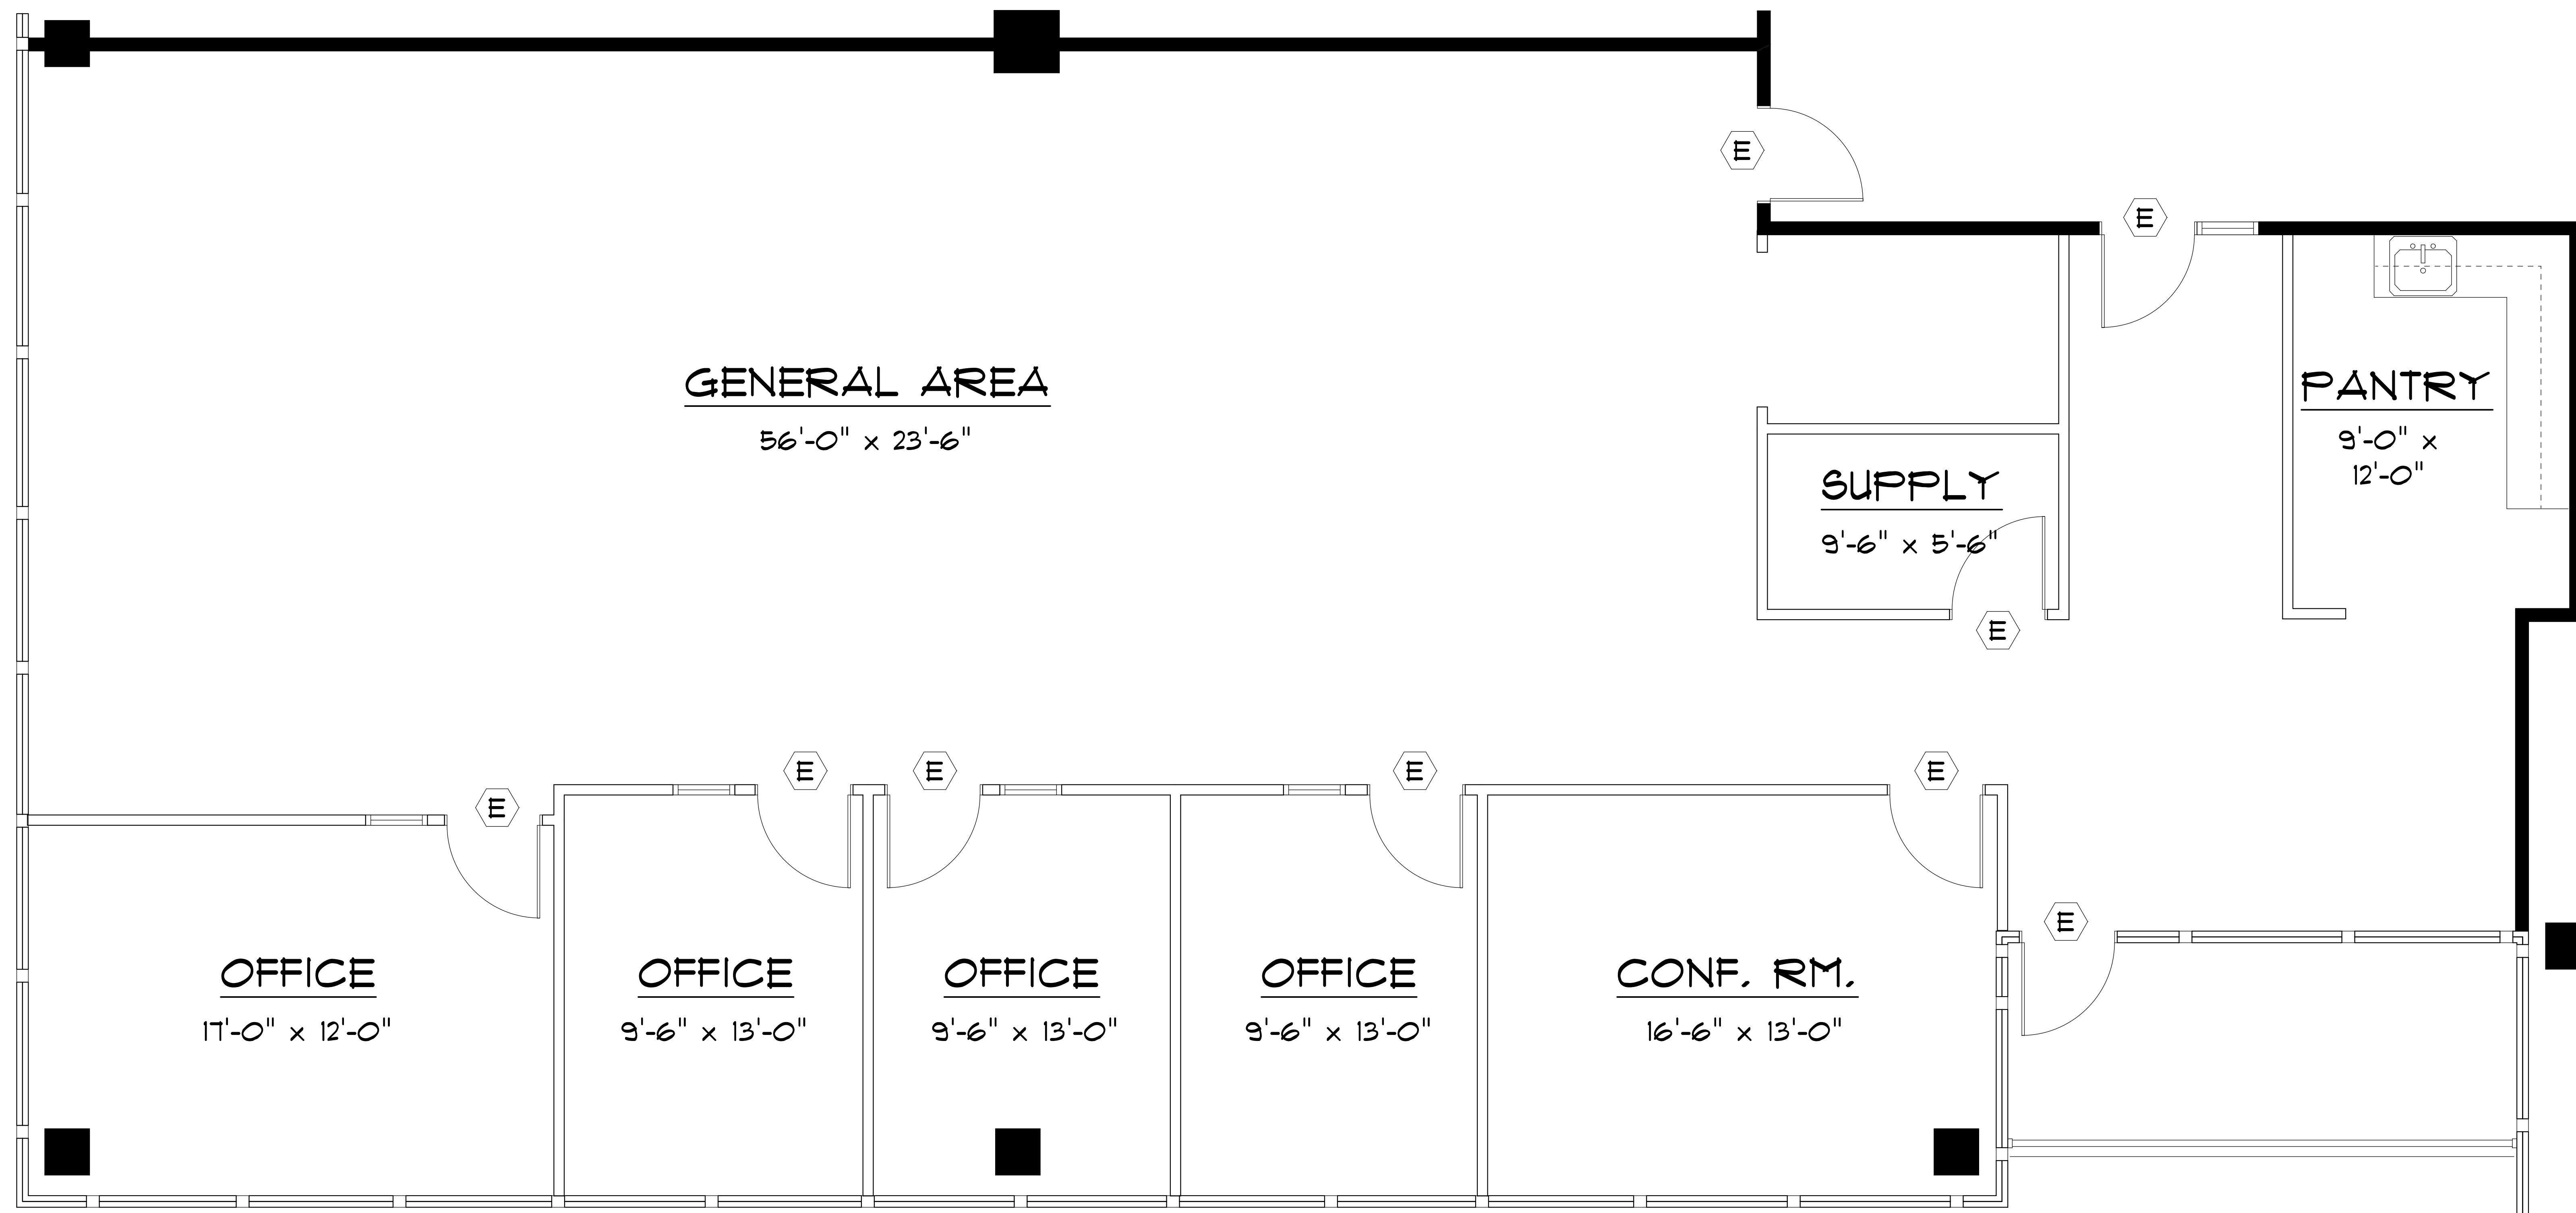 E
E
GENERAL AREA
56'-0" x 23'-6"
PANTRY
9'-0" x
12'-0"
SUPPLY
9'-6" x 5'-6"
E
E
E
E
E
E
E
OFFICE
17'-0" x 12'-0"
OFFICE
9'-6" x 13'-0"
OFFICE
9'-6" x 13'-0"
OFFICE
9'-6" x 13'-0"
CONF. RM.
16'-6" x 13'-0"